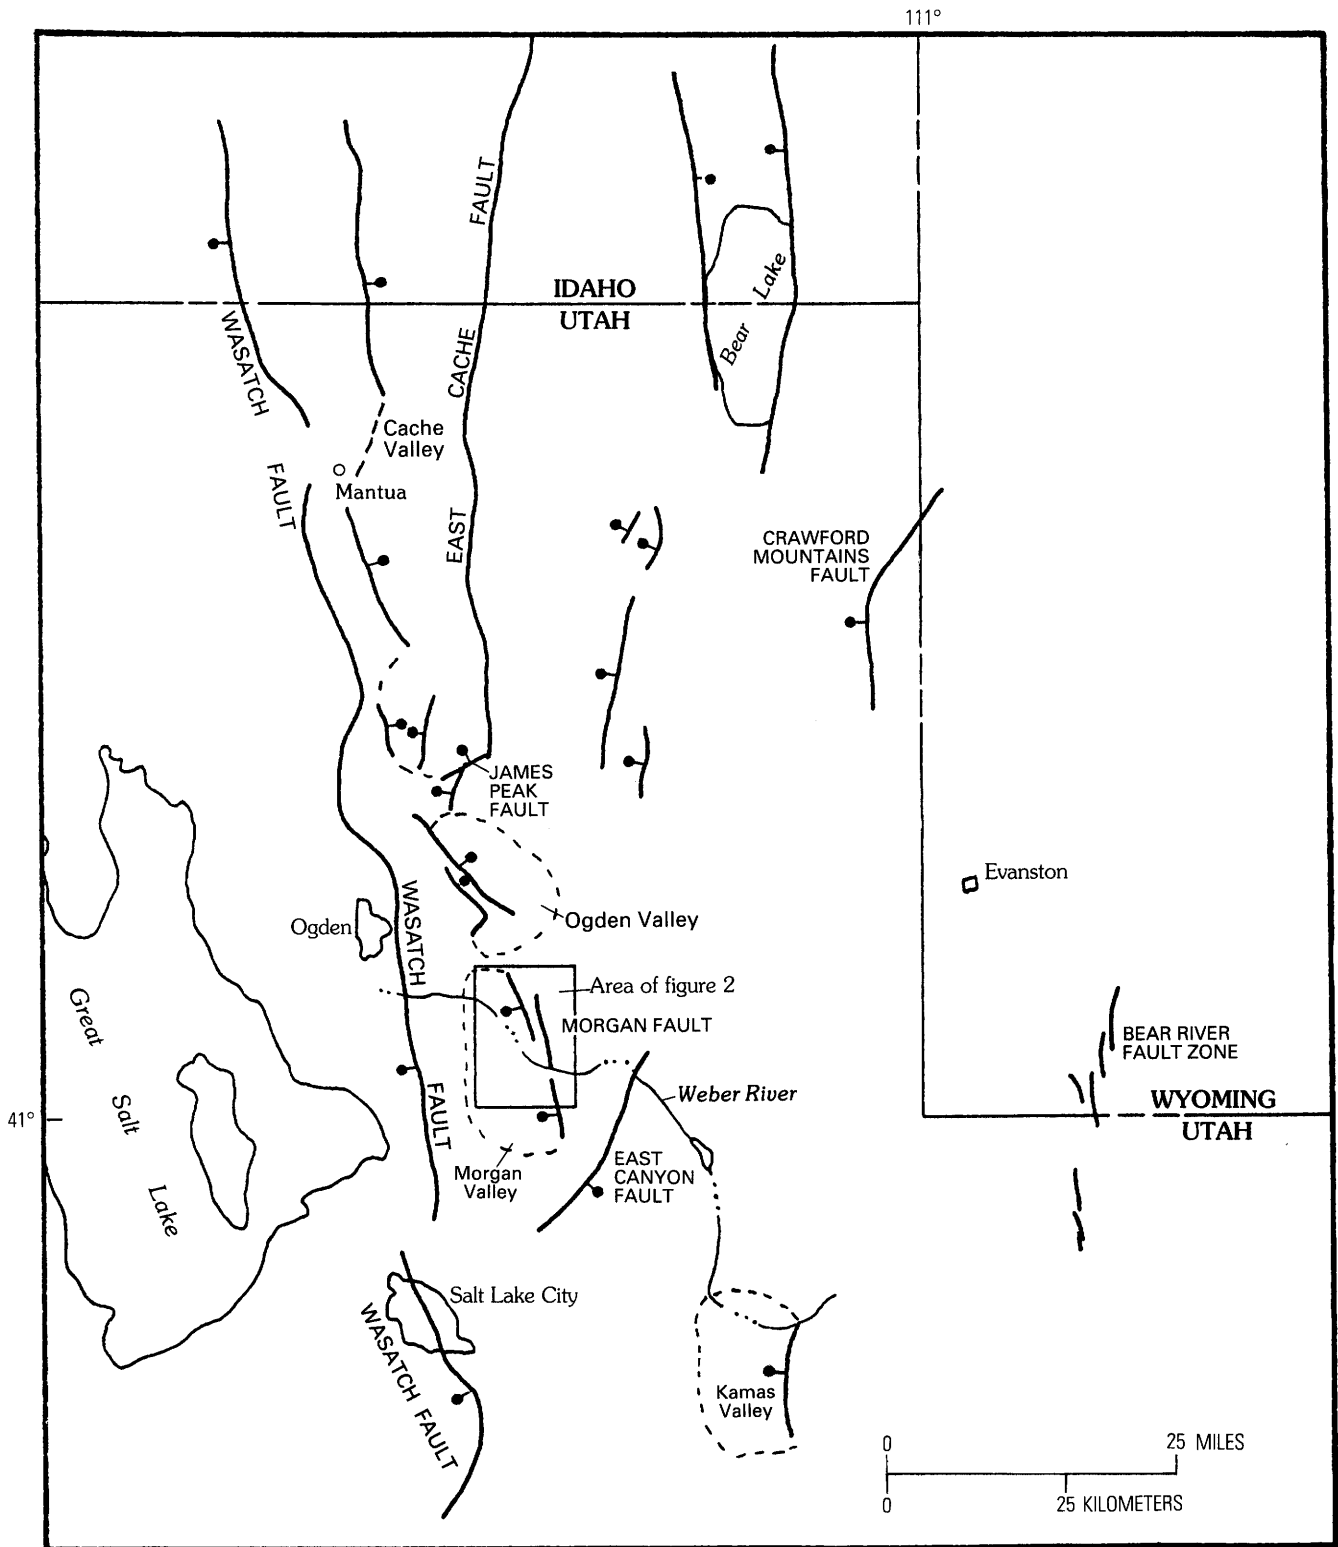 111°
FAULT
IDAHO
UTAH
Bear Lake
WASATCH
CACHE
Cache
Valley
FAULT
Mantua
EAST
CRAWFORD
MOUNTAINS
FAULT
JAMES
PEAK
FAULT
Evanston
WASATCH
Ogden
Ogden Valley
Area of figure 2
Great
Salt
Lake
MORGAN FAULT
BEAR RIVER
FAULT ZONE
Weber River
WYOMING
UTAH
41°
FAULT
Morgan
Valley
EAST
CANYON
FAULT
Salt Lake City
WASATCH FAULT
Kamas
Valley
0 25 MILES
0 25 KILOMETERS